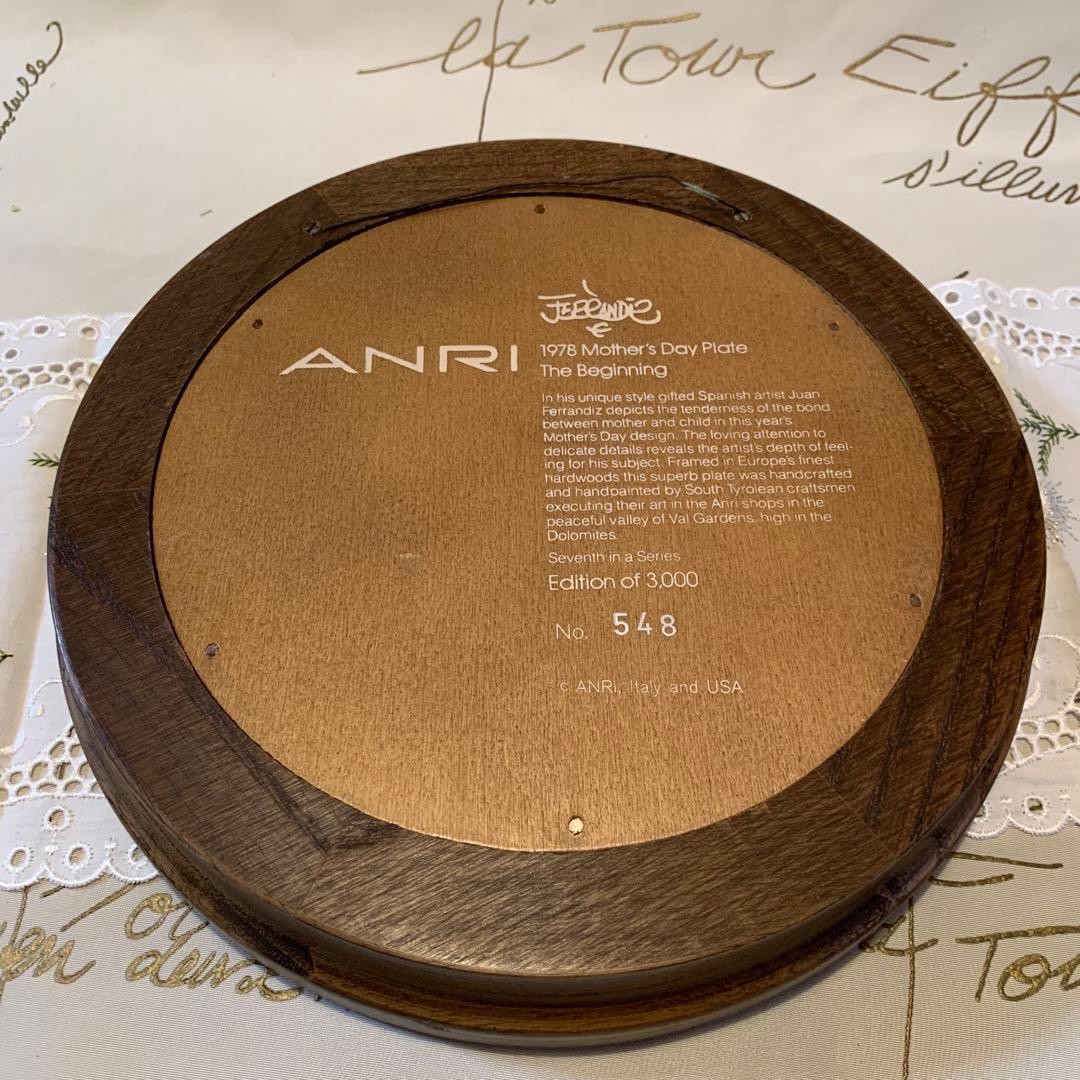 la Tour Eiff
s'illum
FERRANDIZ
ANRI
1978 Mother's Day Plate
The Beginning
In his unique style gifted Spanish artist Juan
Ferrandiz depicts the tenderness of the bond
between mother and child in this year's
Mother's Day design. The loving attention to
delicate details reveals the artist's depth of feel-
ing for his subject. Framed in Europe's finest
hardwoods this superb plate was handcrafted
and handpainted by South Tyrolean craftsmen
executing their art in the Anri shops in the
peaceful valley of Val Gardena, high in the
Dolomites.
Seventh in a Series
Edition of 3,000
No. 548
© ANRI, Italy and USA
Tou